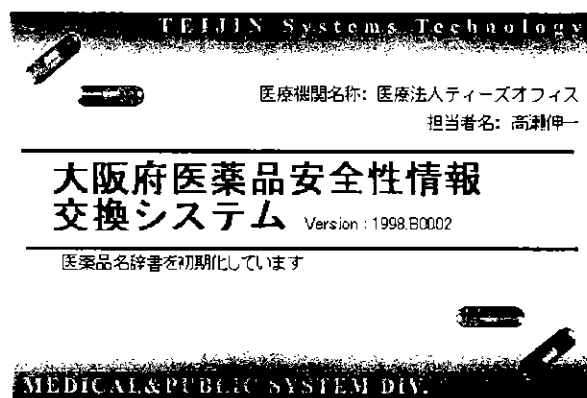 TEIJIN Systems Technology
医療機関名称: 医療法人ティーズオフィス
担当者名: 高瀬伸一
大阪府医薬品安全性情報
交換システム Version : 1998.B0002
医薬品名辞書を初期化しています
MEDICAL&PUBLIC SYSTEM DIV.